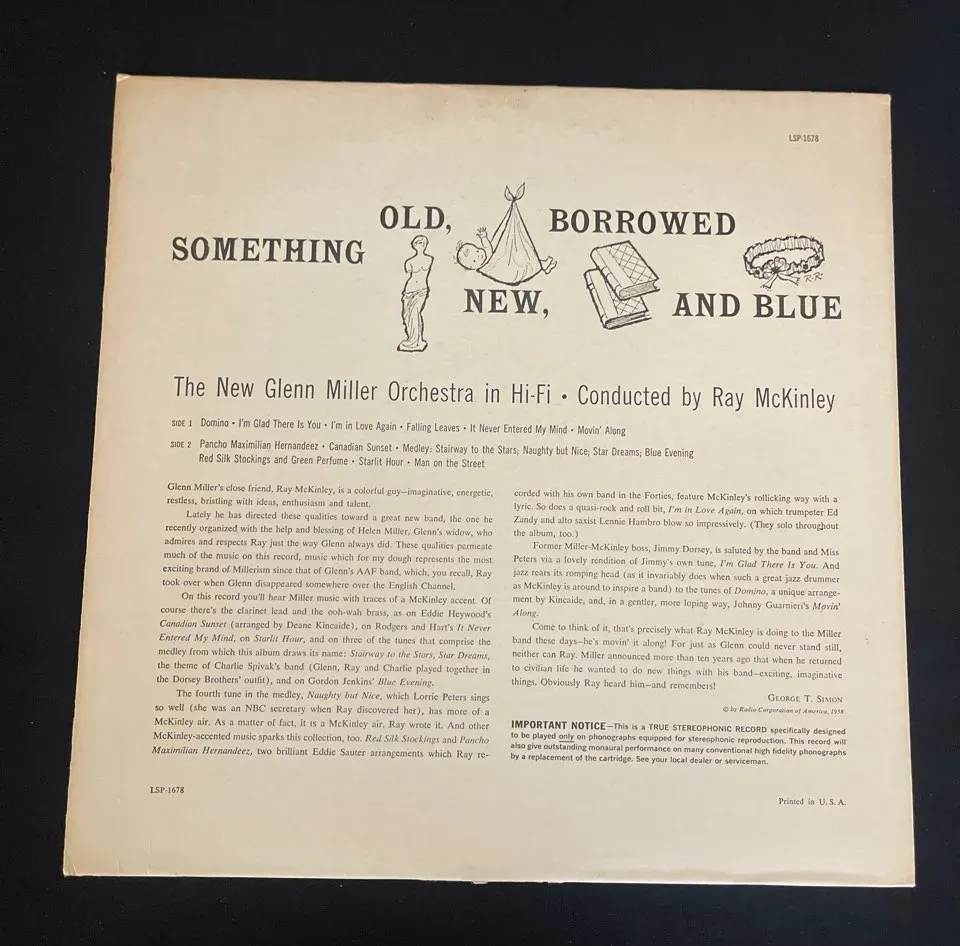 LSP-1678
SOMETHING OLD, NEW, BORROWED AND BLUE
R.R.
The New Glenn Miller Orchestra in Hi-Fi • Conducted by Ray McKinley
SIDE 1 Domino • I'm Glad There Is You • I'm in Love Again • Falling Leaves • It Never Entered My Mind • Movin' Along
SIDE 2 Pancho Maximilian Hernandeez • Canadian Sunset • Medley: Stairway to the Stars; Naughty but Nice; Star Dreams; Blue Evening
Red Silk Stockings and Green Perfume • Starlit Hour • Man on the Street
Glenn Miller's close friend, Ray McKinley, is a colorful guy—imaginative, energetic,
restless, bristling with ideas, enthusiasm and talent.
Lately he has directed these qualities toward a great new band, the one he
recently organized with the help and blessing of Helen Miller, Glenn's widow, who
admires and respects Ray just the way Glenn always did. These qualities permeate
much of the music on this record, music which for my dough represents the most
exciting brand of Millerism since that of Glenn's AAF band, which, you recall, Ray
took over when Glenn disappeared somewhere over the English Channel.
On this record you'll hear Miller music with traces of a McKinley accent. Of
course there's the clarinet lead and the ooh-wah brass, as on Eddie Heywood's
Canadian Sunset (arranged by Deane Kincaide), on Rodgers and Hart's It Never
Entered My Mind, on Starlit Hour, and on three of the tunes that comprise the
medley from which this album draws its name: Stairway to the Stars, Star Dreams,
the theme of Charlie Spivak's band (Glenn, Ray and Charlie played together in
the Dorsey Brothers' outfit), and on Gordon Jenkins' Blue Evening.
The fourth tune in the medley, Naughty but Nice, which Lorrie Peters sings
so well (she was an NBC secretary when Ray discovered her), has more of a
McKinley air. As a matter of fact, it is a McKinley air. Ray wrote it. And other
McKinley-accented music sparks this collection, too. Red Silk Stockings and Pancho
Maximilian Hernandeez, two brilliant Eddie Sauter arrangements which Ray re-
corded with his own band in the Forties, feature McKinley's rollicking way with a
lyric. So does a quasi-rock and roll bit, I'm in Love Again, on which trumpeter Ed
Zandy and alto saxist Lennie Hambro blow so impressively. (They solo throughout
the album, too.)
Former Miller-McKinley boss, Jimmy Dorsey, is saluted by the band and Miss
Peters via a lovely rendition of Jimmy's own tune, I'm Glad There Is You. And
jazz rears its romping head (as it invariably does when such a great jazz drummer
as McKinley is around to inspire a band) to the tunes of Domino, a unique arrange-
ment by Kincaide, and, in a gentler, more loping way, Johnny Guarnieri's Movin'
Along.
Come to think of it, that's precisely what Ray McKinley is doing to the Miller
band these days—he's movin' it along! For just as Glenn could never stand still,
neither can Ray. Miller announced more than ten years ago that when he returned
to civilian life he wanted to do new things with his band—exciting, imaginative
things. Obviously Ray heard him—and remembers!
GEORGE T. SIMON
© by Radio Corporation of America, 1958
IMPORTANT NOTICE—This is a TRUE STEREOPHONIC RECORD specifically designed
to be played only on phonographs equipped for stereophonic reproduction. This record will
also give outstanding monaural performance on many conventional high fidelity phonographs
by a replacement of the cartridge. See your local dealer or serviceman.
LSP-1678
Printed in U. S. A.